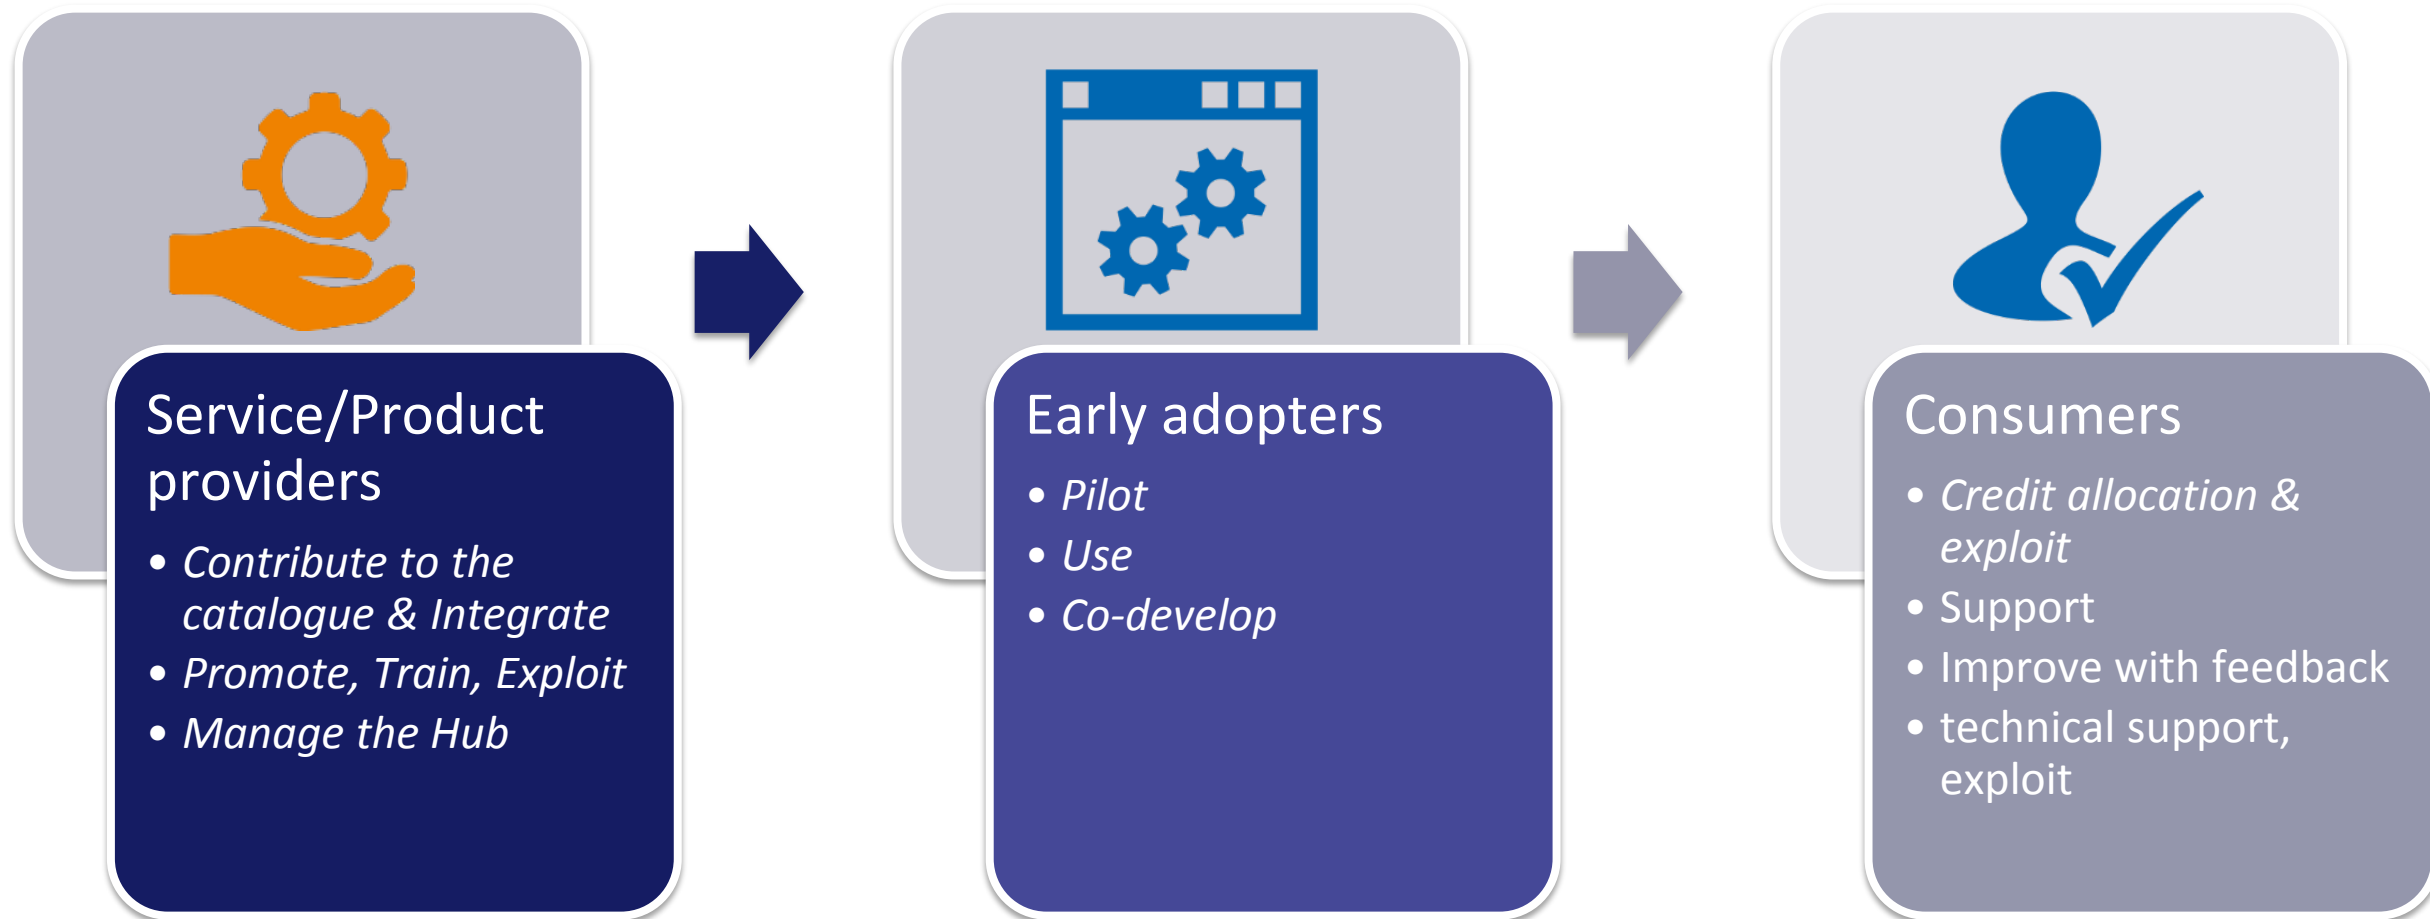 Service/Product
providers
• Contribute to the
catalogue & Integrate
• Promote, Train, Exploit
• Manage the Hub
Early adopters
• Pilot
• Use
• Co-develop
Consumers
• Credit allocation &
exploit
• Support
• Improve with feedback
• technical support,
exploit